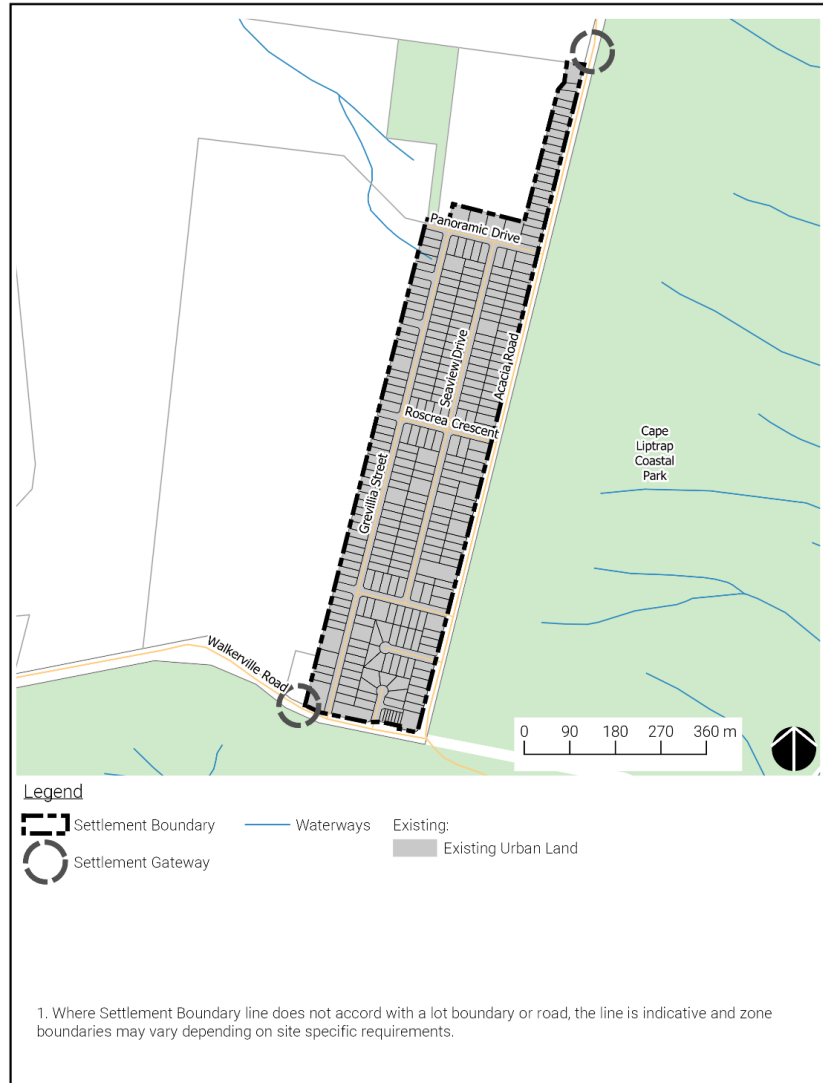 Panoramic Drive
Seaview Drive
Acacia Road
Roscrea Crescent
Grevillia Street
Cape
Liptrap
Coastal
Park
Walkerville Road
0 90 180 270 360 m
Legend
Settlement Boundary
Waterways
Existing:
Settlement Gateway
Existing Urban Land
1. Where Settlement Boundary line does not accord with a lot boundary or road, the line is indicative and zone
boundaries may vary depending on site specific requirements.